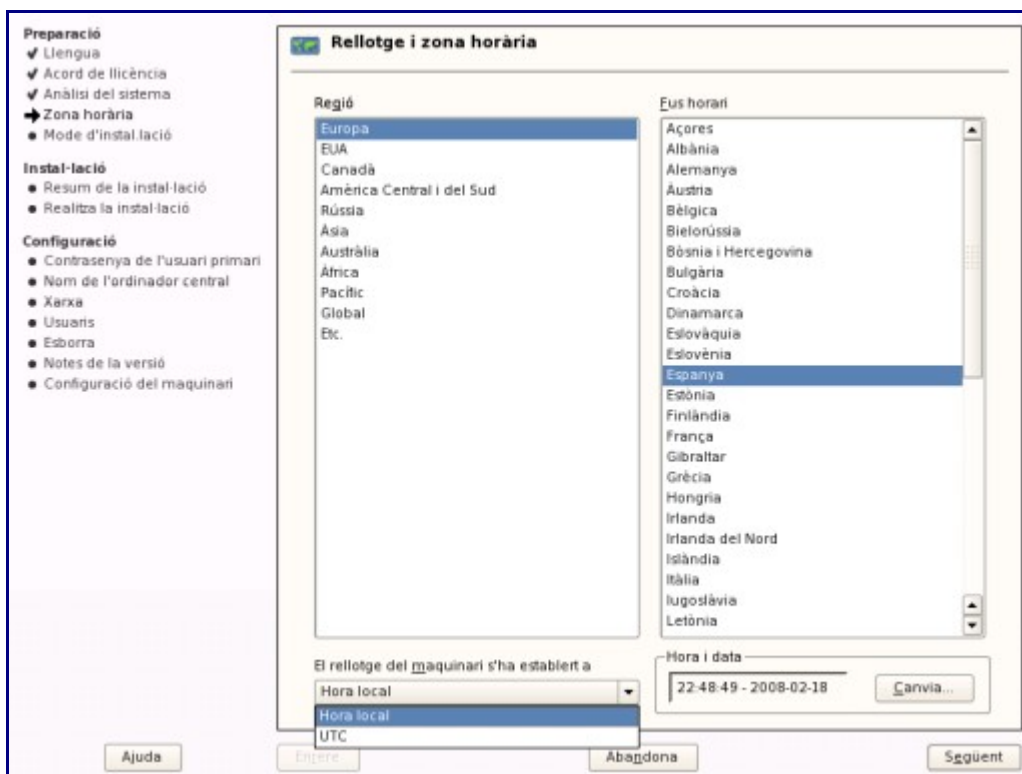 Preparació
Llengua
Acord de llicència
Anàlisi del sistema
Zona horària
Mode d'instal.lació
Instal·lació
Resum de la instal·lació
Realitza la instal·lació
Configuració
Contrasenya de l'usuari primari
Nom de l'ordinador central
Xarxa
Usuaris
Esborra
Notes de la versió
Configuració del maquinari
Rellotge i zona horària
Regió
Europa
EUA
Canadà
Amèrica Central i del Sud
Rússia
Àsia
Austràlia
Àfrica
Pacífic
Global
Etc.
Fus horari
Açores
Albània
Alemanya
Àustria
Bèlgica
Bielorússia
Bòsnia i Hercegovina
Bulgària
Croàcia
Dinamarca
Eslovàquia
Eslovènia
Espanya
Estònia
Finlàndia
França
Gibraltar
Grècia
Hongria
Irlanda
Irlanda del Nord
Islàndia
Itàlia
Iugoslàvia
Letònia
El rellotge del maquinari s'ha establert a
Hora local
Hora local
UTC
Hora i data
22:48:49 - 2008-02-18
Canvia...
Ajuda
Enrere
Abandona
Següent